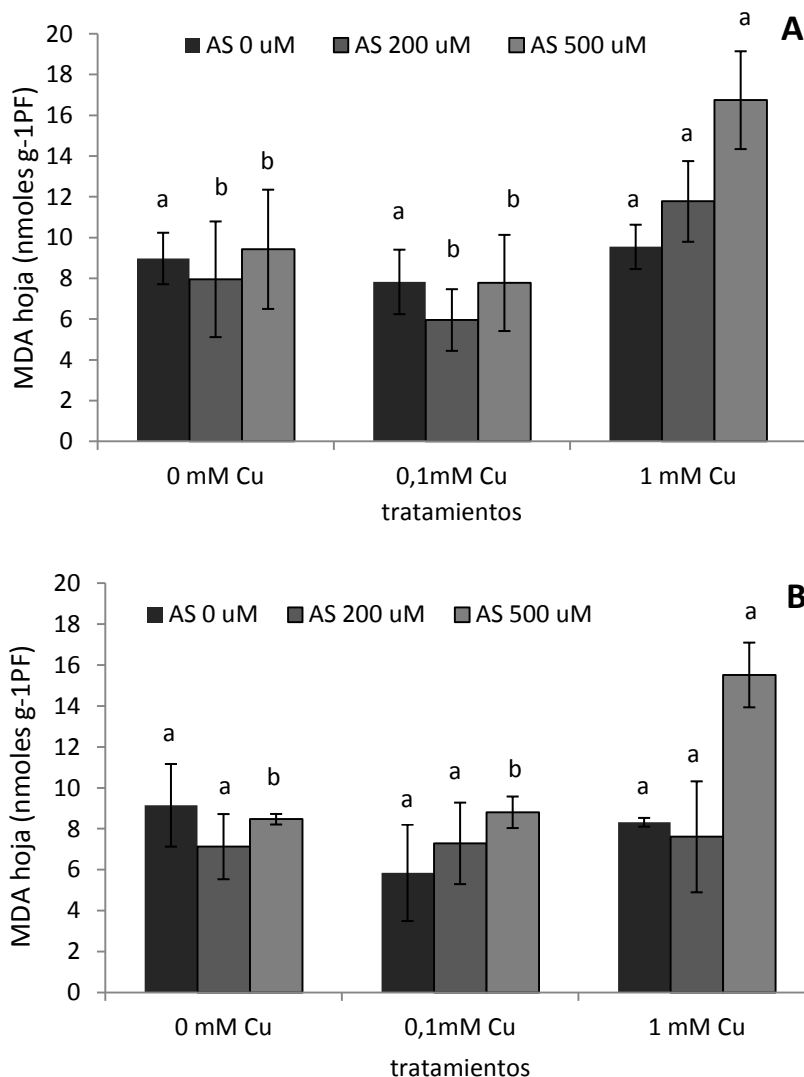 A
AS 0 uM AS 200 uM AS 500 uM
MDA hoja (nmoles g-1PF)
20
18
16
14
12
10
8
6
4
2
0
a b b a b b a a a
0 mM Cu 0,1mM Cu 1 mM Cu
tratamientos
B
AS 0 uM AS 200 uM AS 500 uM
MDA hoja (nmoles g-1PF)
20
18
16
14
12
10
8
6
4
2
0
a a b a a b a a a
0 mM Cu 0,1mM Cu 1 mM Cu
tratamientos